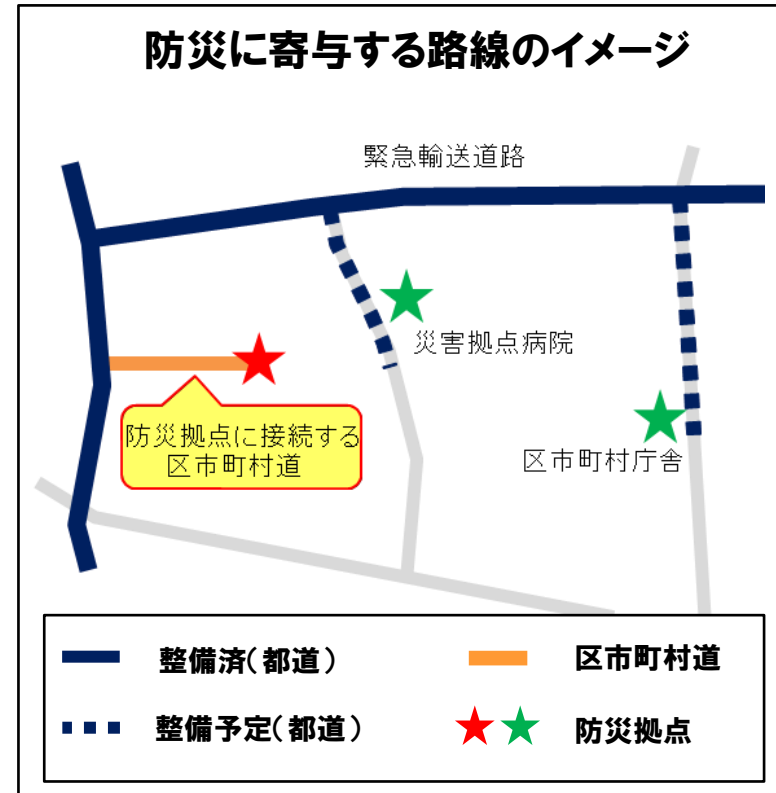 防災に寄与する路線のイメージ
緊急輸送道路
災害拠点病院
防災拠点に接続する
区市町村道
区市町村庁舎
整備済(都道)
区市町村道
整備予定(都道)
防災拠点